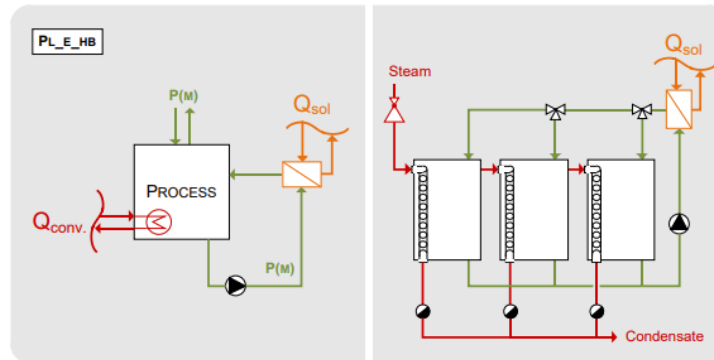 PL_E_HB
P(M)
Qsol
PROCESS
Qconv.
P(M)
Steam
Qsol
Condensate